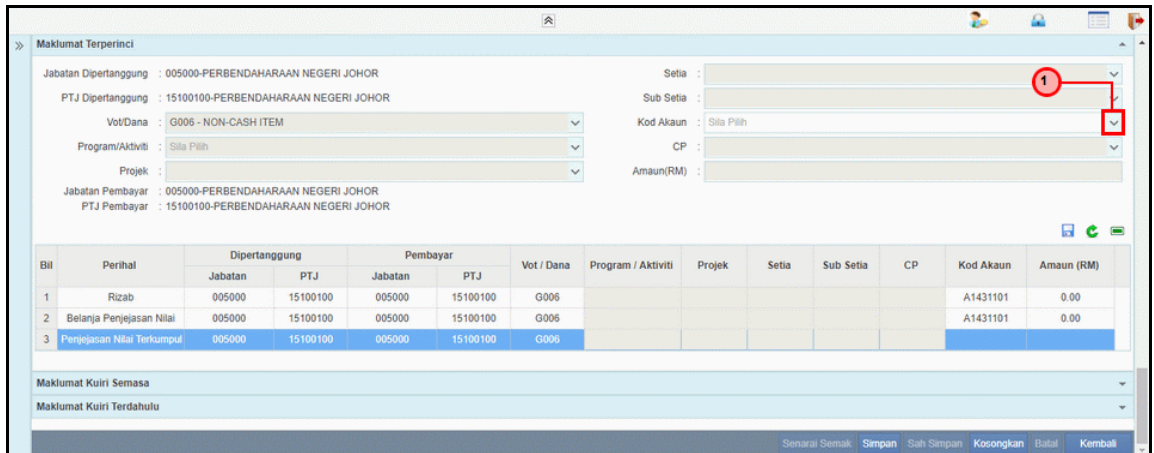 Maklumat Terperinci
Jabatan Dipertanggung : 005000-PERBENDAHARAAN NEGERI JOHOR
Setia :
1
PTJ Dipertanggung : 15100100-PERBENDAHARAAN NEGERI JOHOR
Sub Setia :
Vot/Dana : G006 - NON-CASH ITEM
Kod Akaun : Sila Pilih
Program/Aktiviti : Sila Pilih
CP :
Projek :
Amaun(RM) :
Jabatan Pembayar : 005000-PERBENDAHARAAN NEGERI JOHOR
PTJ Pembayar : 15100100-PERBENDAHARAAN NEGERI JOHOR
Bil Perihal Dipertanggung Pembayar Vot / Dana Program / Aktiviti Projek Setia Sub Setia CP Kod Akaun Amaun (RM)
Jabatan PTJ Jabatan PTJ
1 Rizab 005000 15100100 005000 15100100 G006 A1431101 0.00
2 Belanja Penjejasan Nilai 005000 15100100 005000 15100100 G006 A1431101 0.00
3 Penjejasan Nilai Terkumpul 005000 15100100 005000 15100100 G006
Maklumat Kuiri Semasa
Maklumat Kuiri Terdahulu
Senarai Semak Simpan Sah Simpan Kosongkan Batal Kembali